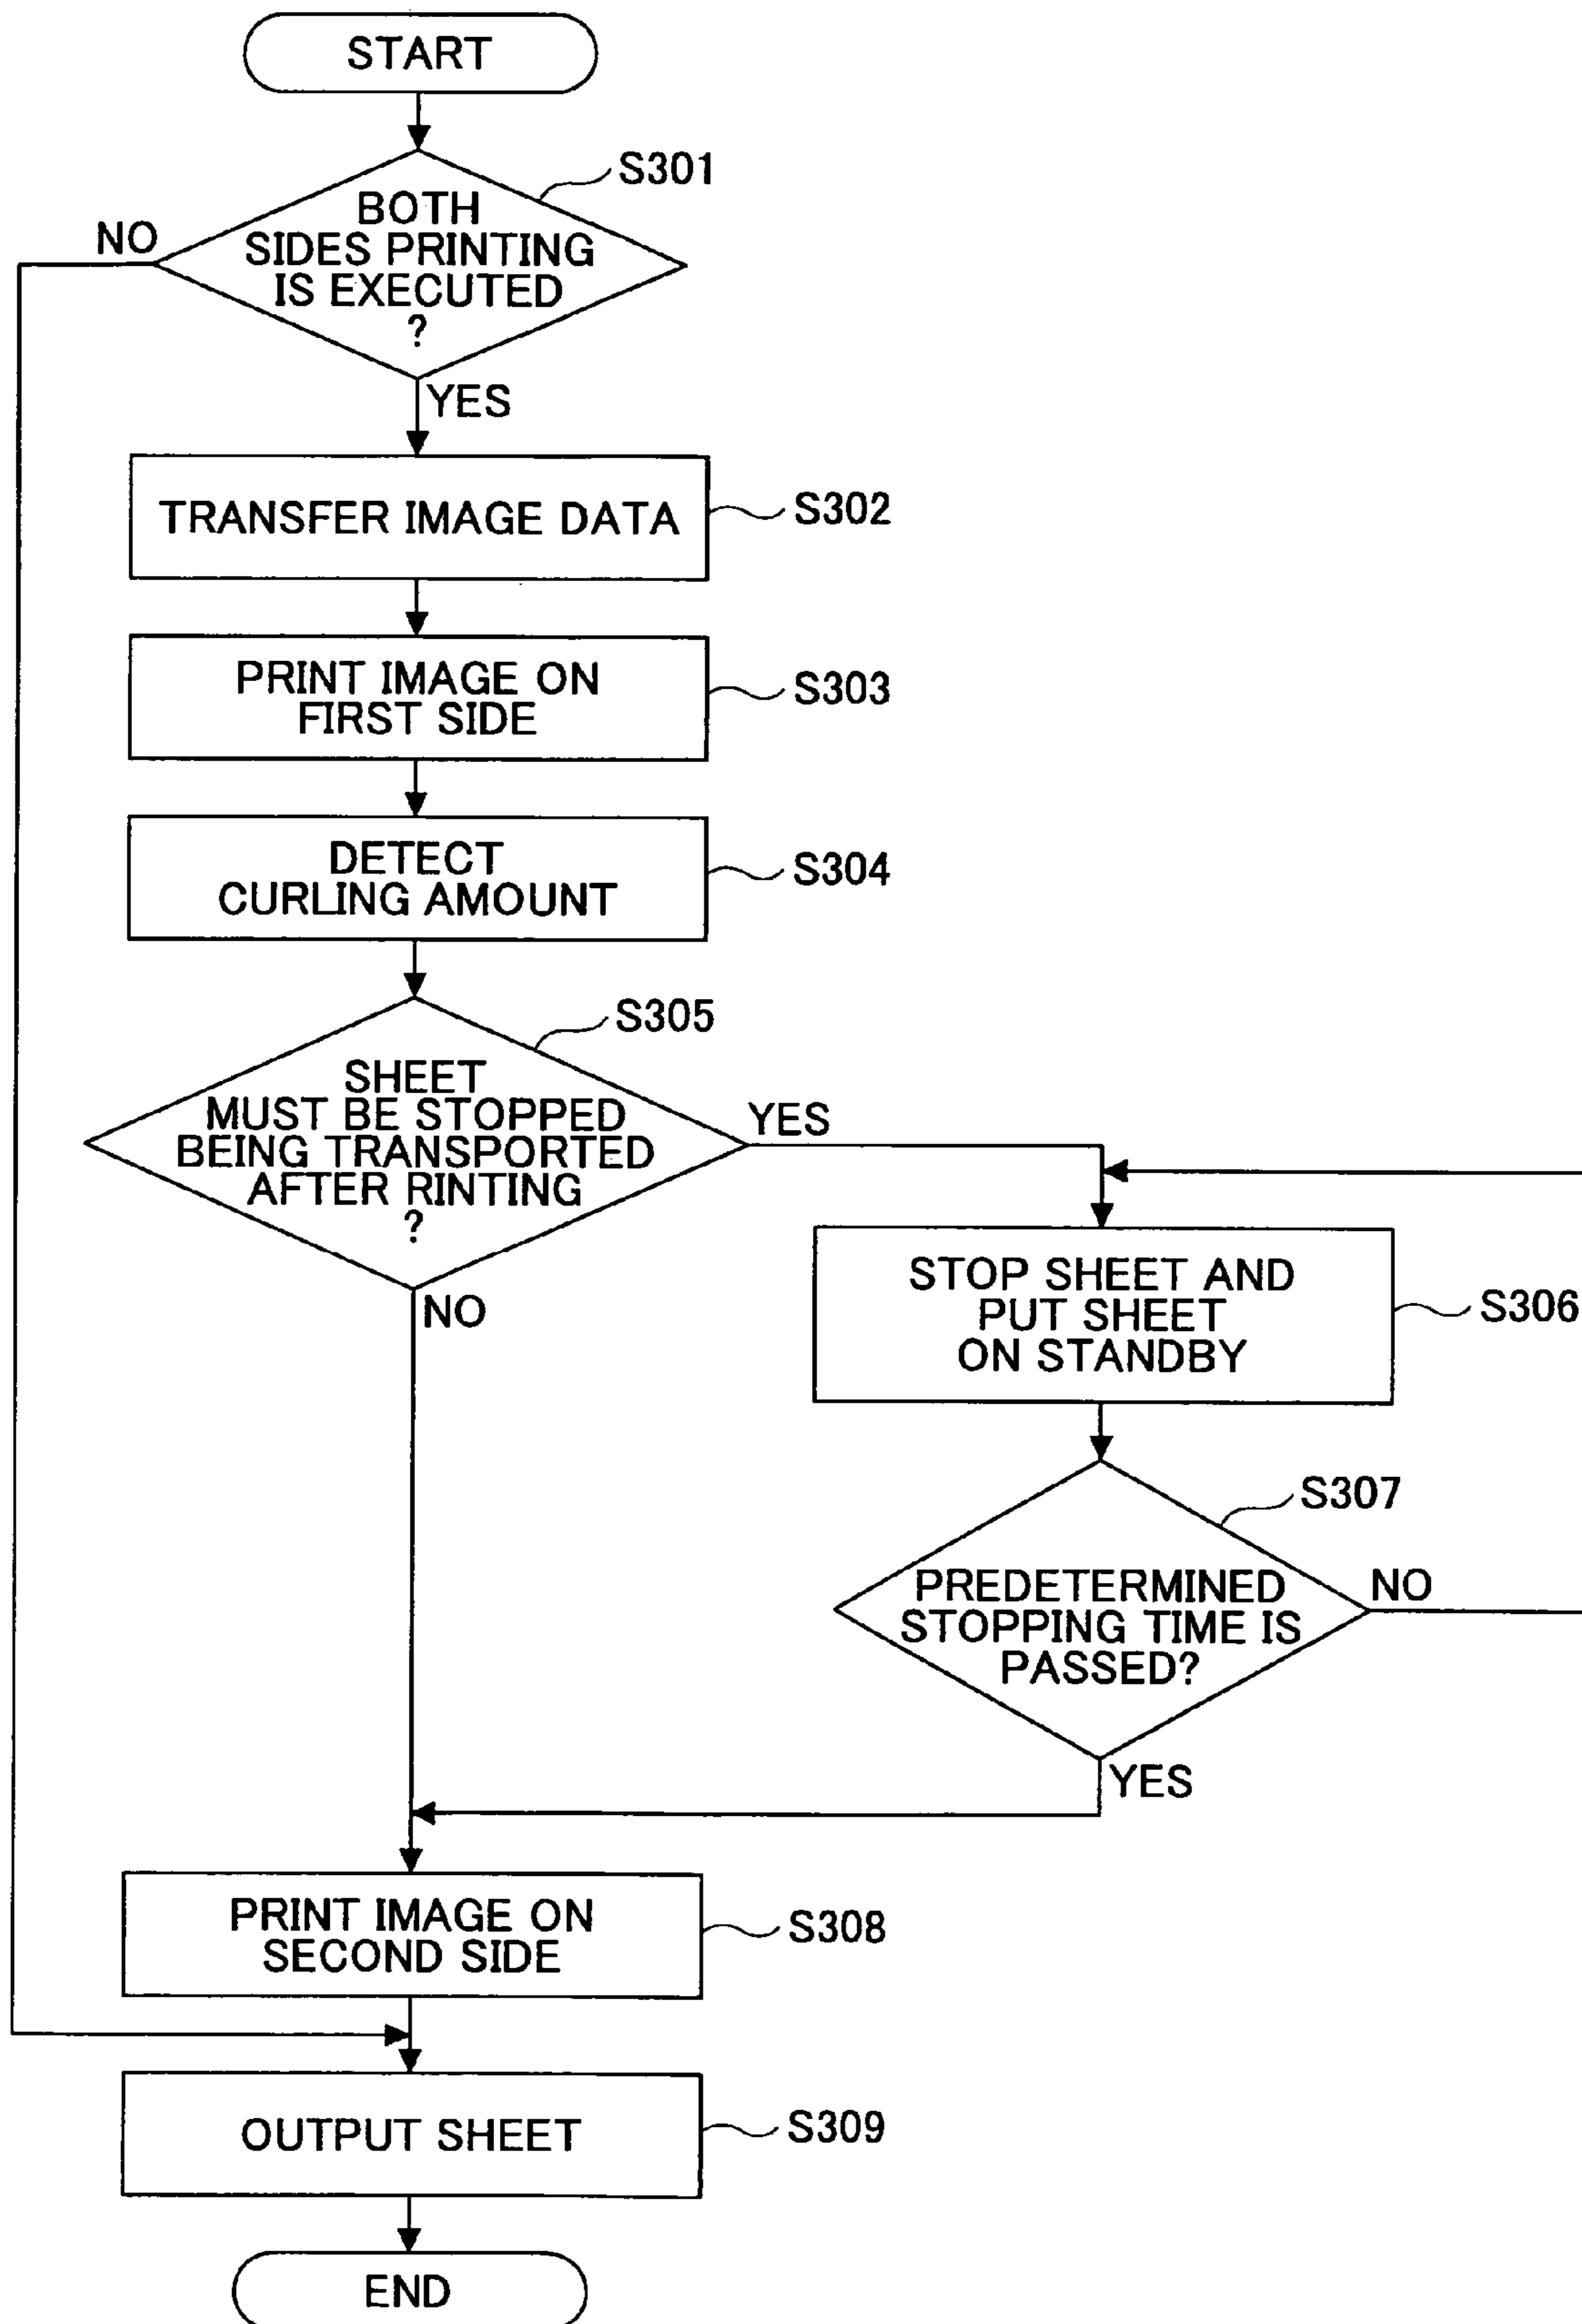 START
S301
BOTH
SIDES PRINTING
IS EXECUTED
?
NO
YES
TRANSFER IMAGE DATA
S302
PRINT IMAGE ON
FIRST SIDE
S303
DETECT
CURLING AMOUNT
S304
S305
SHEET
MUST BE STOPPED
BEING TRANSPORTED
AFTER RINTING
?
YES
NO
STOP SHEET AND
PUT SHEET
ON STANDBY
S306
S307
PREDETERMINED
STOPPING TIME IS
PASSED?
NO
YES
PRINT IMAGE ON
SECOND SIDE
S308
OUTPUT SHEET
S309
END